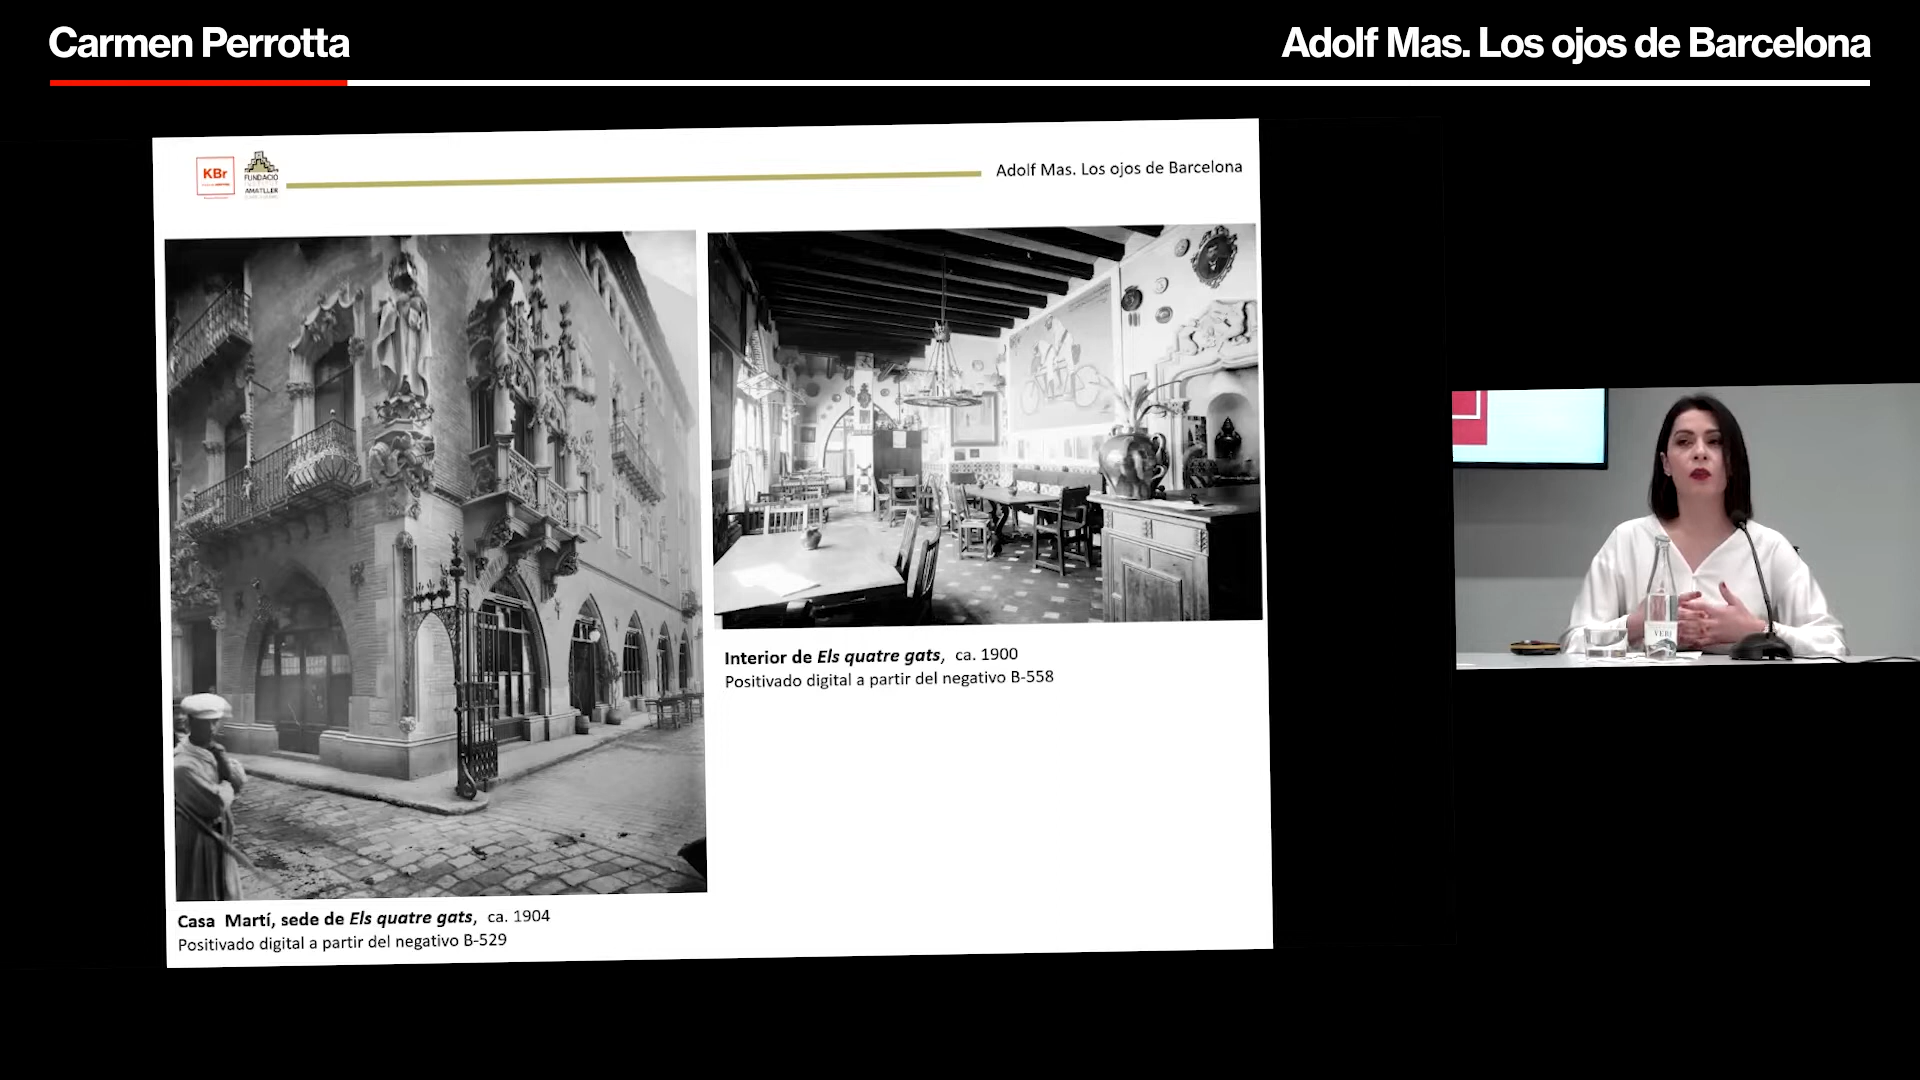 Carmen Perrotta
Adolf Mas. Los ojos de Barcelona
KBr
FUNDACIÓ
INSTITUT
AMATLLER
Adolf Mas. Los ojos de Barcelona
Interior de Els quatre gats, ca. 1900
Positivado digital a partir del negativo B-558
Casa Martí, sede de Els quatre gats, ca. 1904
Positivado digital a partir del negativo B-529
VERI